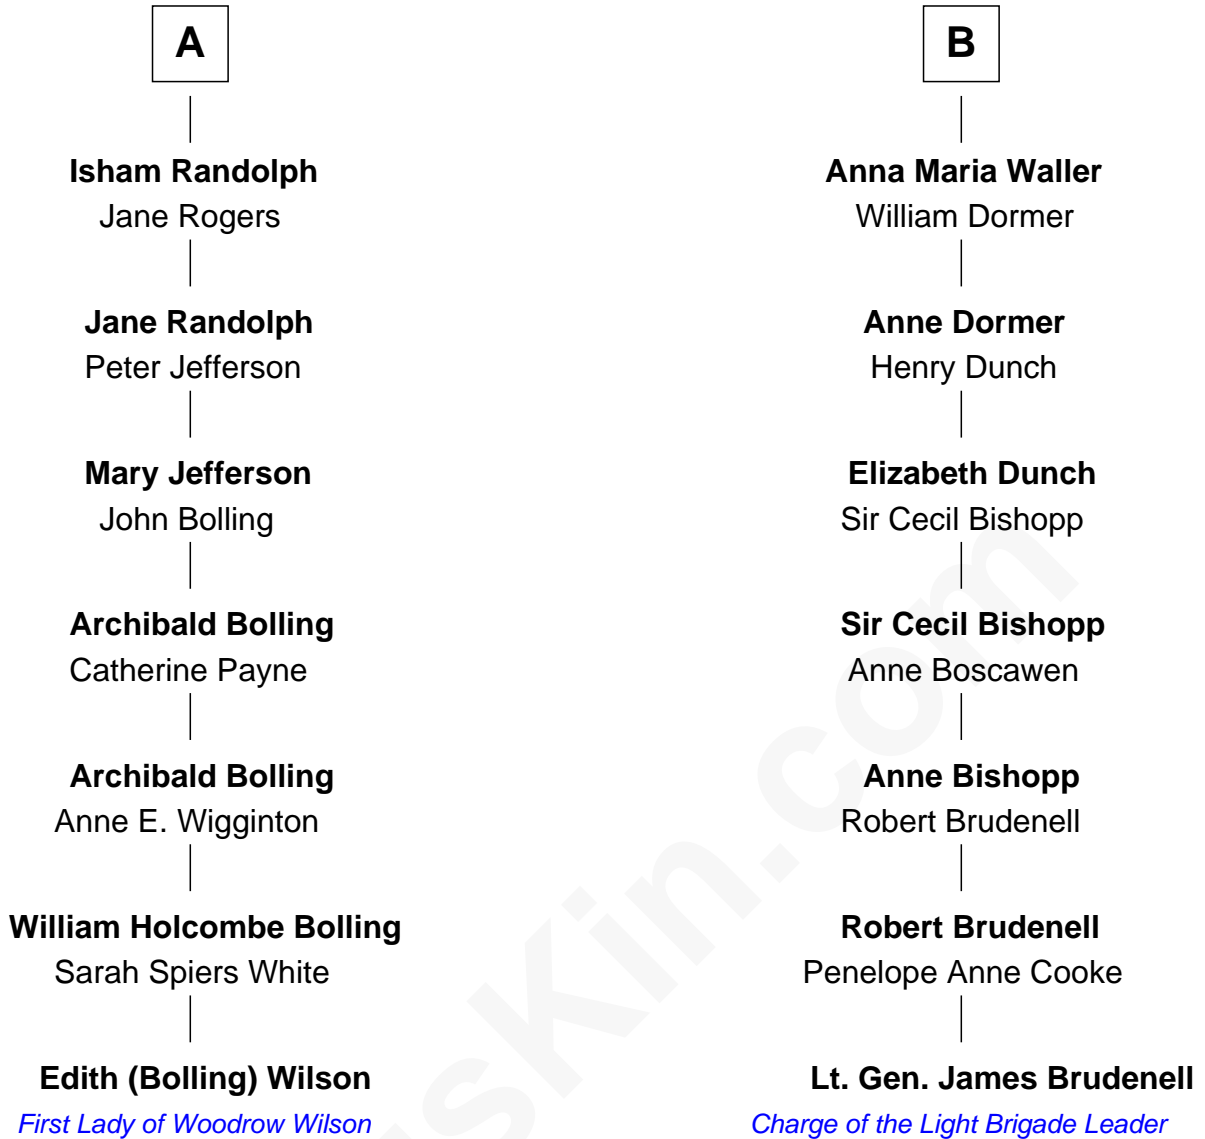 A
Isham Randolph
Jane Rogers
Jane Randolph
Peter Jefferson
Mary Jefferson
John Bolling
Archibald Bolling
Catherine Payne
Archibald Bolling
Anne E. Wigginton
William Holcombe Bolling
Sarah Spiers White
Edith (Bolling) Wilson
First Lady of Woodrow Wilson
B
Anna Maria Waller
William Dormer
Anne Dormer
Henry Dunch
Elizabeth Dunch
Sir Cecil Bishopp
Sir Cecil Bishopp
Anne Boscawen
Anne Bishopp
Robert Brudenell
Robert Brudenell
Penelope Anne Cooke
Lt. Gen. James Brudenell
Charge of the Light Brigade Leader